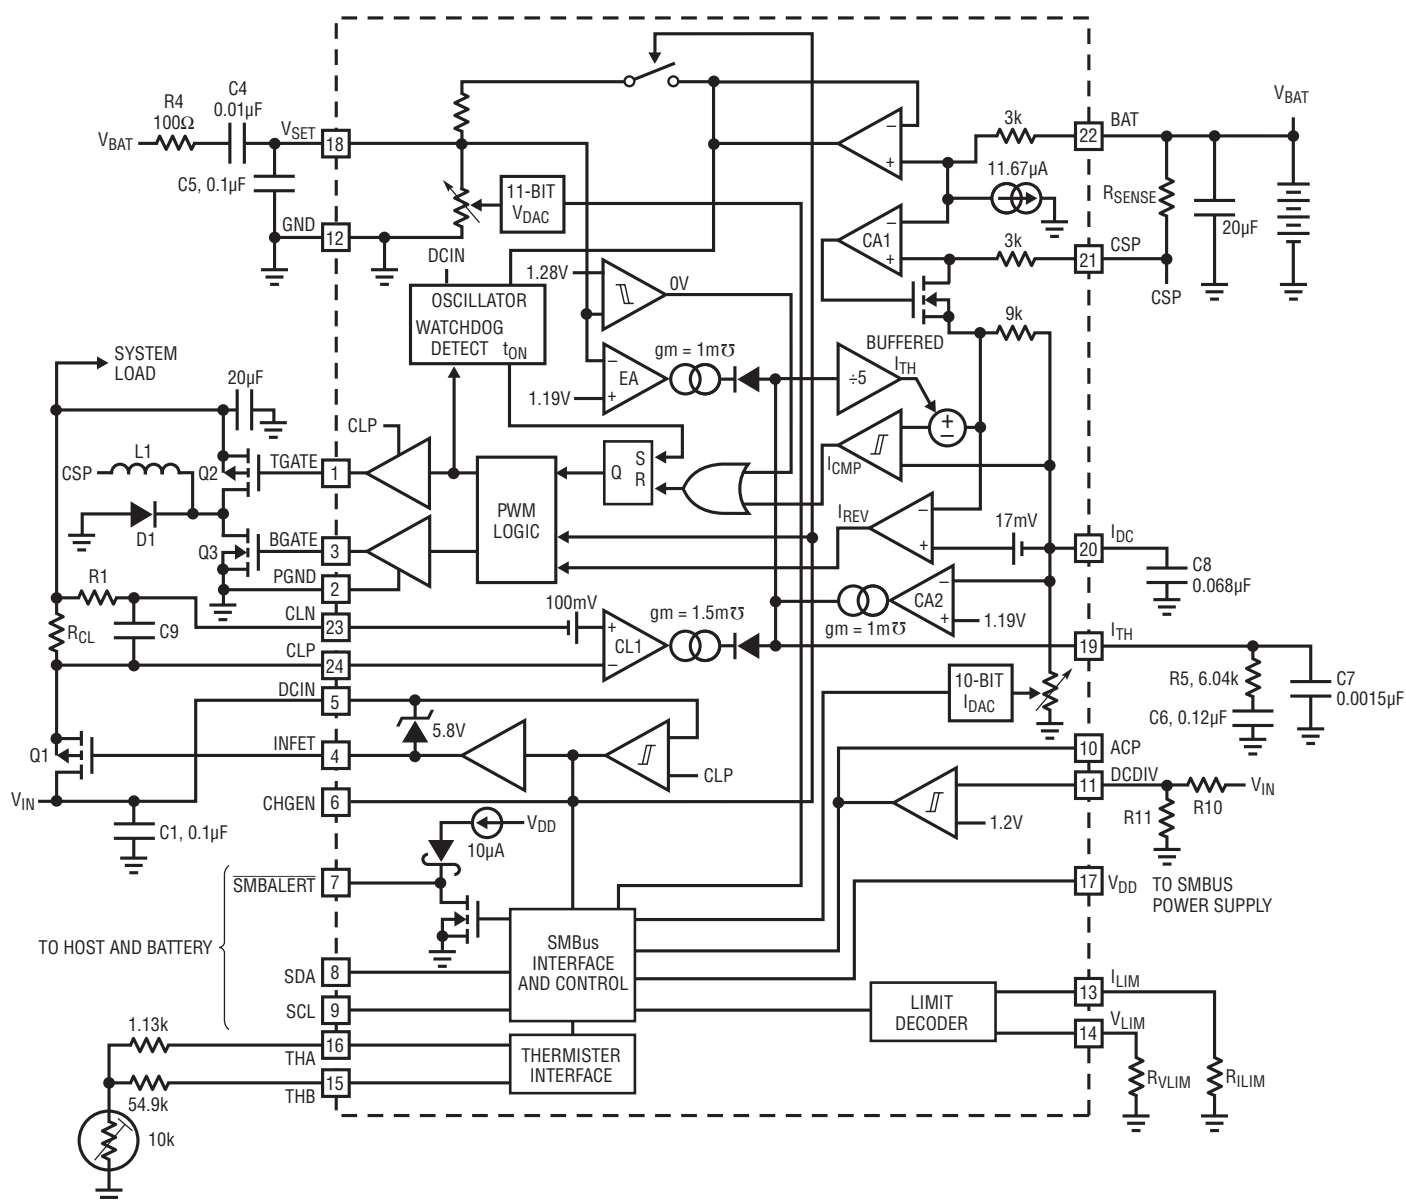 C4
0.01µF
R4
100Ω
VBAT
VSET
18
C5, 0.1µF
GND
12
11-BIT
VDAC
DCIN
OSCILLATOR
WATCHDOG
DETECT tON
1.28V
0V
gm = 1m℧
EA
1.19V
–
+
–
+
3k
22
BAT
VBAT
11.67µA
RSENSE
20µF
CA1
–
+
3k
21
CSP
CSP
9k
BUFFERED
ITH
÷5
+
–
ICMP
SYSTEM
LOAD
20µF
CLP
L1
CSP
Q2
TGATE
1
D1
Q3
BGATE
3
PGND
2
PWM
LOGIC
Q
S
R
IREV
–
+
17mV
20
IDC
C8
0.068µF
R1
RCL
C9
CLN
23
CLP
24
100mV
+
CL1
–
gm = 1.5m℧
gm = 1m℧
–
CA2
+
1.19V
19
ITH
R5, 6.04k
C7
0.0015µF
C6, 0.12µF
10-BIT
IDAC
DCIN
5
5.8V
INFET
4
CLP
Q1
VIN
C1, 0.1µF
CHGEN
6
10
ACP
11
DCDIV
R10
VIN
R11
1.2V
10µA
VDD
SMBALERT
7
17
VDD
TO SMBUS
POWER SUPPLY
TO HOST AND BATTERY
SMBus
INTERFACE
AND CONTROL
SDA
8
SCL
9
LIMIT
DECODER
13
ILIM
14
VLIM
RVLIM
RILIM
1.13k
THA
16
THERMISTER
INTERFACE
54.9k
THB
15
10k